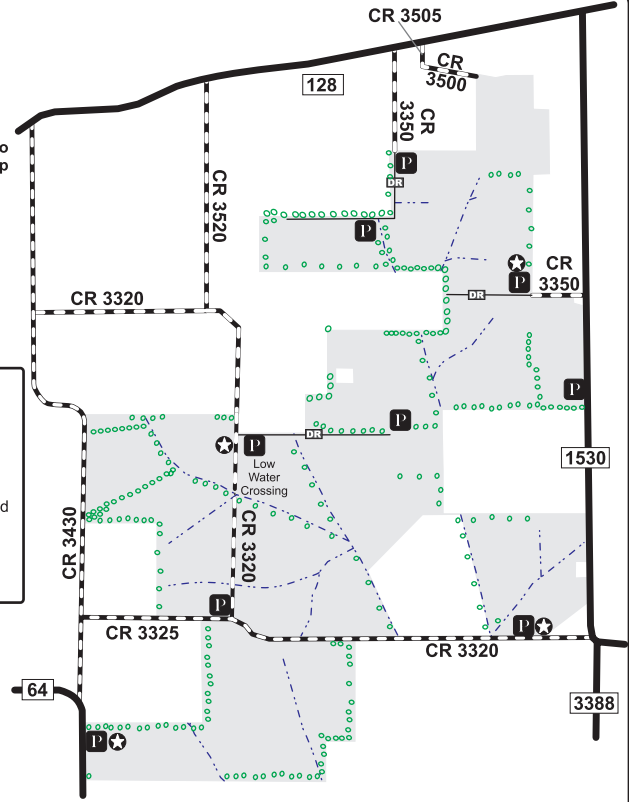 CR 3505
CR
3500
128
CR
3350
o
p
P
DR
CR 3520
P
P
CR
3350
DR
CR 3320
P
P
DR
P
Low
Water
Crossing
1530
d
CR 3430
CR 3320
P
CR 3325
P
CR 3320
64
3388
P